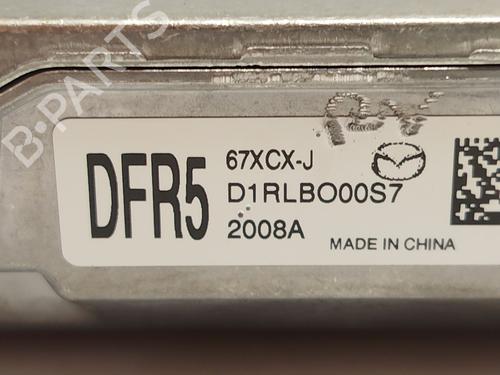 B-PARTS
DFR5
67XCX-J
D1RLBO00S7
2008A
MADE IN CHINA